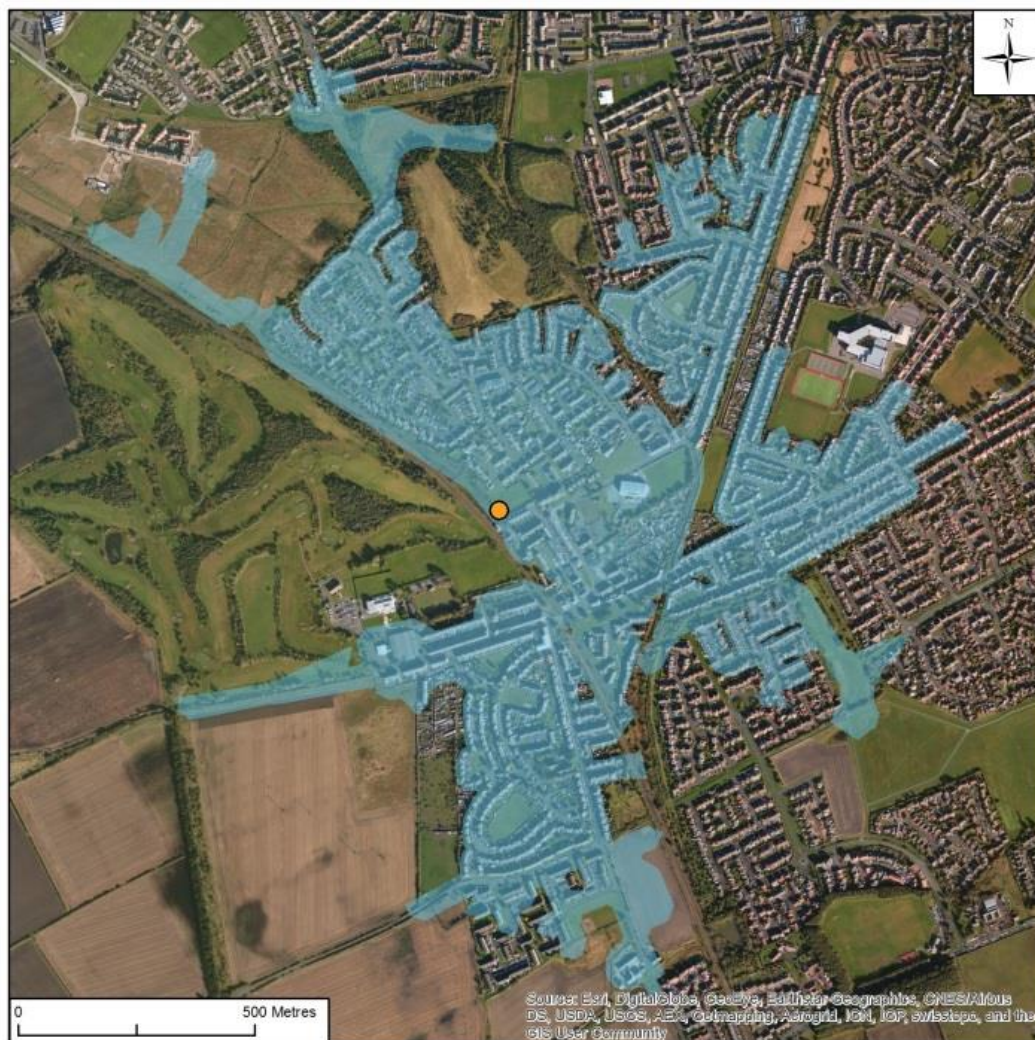 N
0 500 Metres
Source: Esri, DigitalGlobe, GeoEye, Earthstar Geographics, CNES/Airbus
DS, USDA, USGS, AEX, Getmapping, Aerogrid, IGN, IGP, swisstopo, and the
GIS User Community